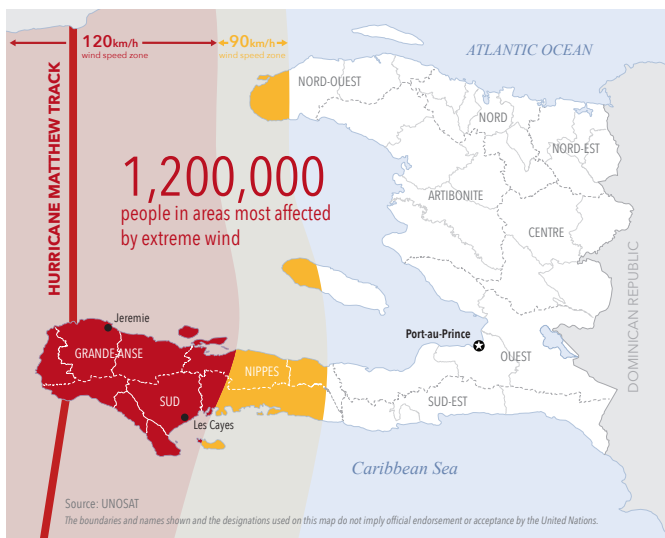 120km/h
wind speed zone
90km/h
wind speed zone
ATLANTIC OCEAN
HURRICANE MATTHEW TRACK
NORD-OUEST
NORD
NORD-EST
1,200,000
people in areas most affected
by extreme wind
ARTIBONITE
CENTRE
DOMINICAN REPUBLIC
Jeremie
Port-au-Prince
GRANDE ANSE
NIPPES
OUEST
SUD
SUD-EST
Les Cayes
Caribbean Sea
Source: UNOSAT
The boundaries and names shown and the designations used on this map do not imply official endorsement or acceptance by the United Nations.